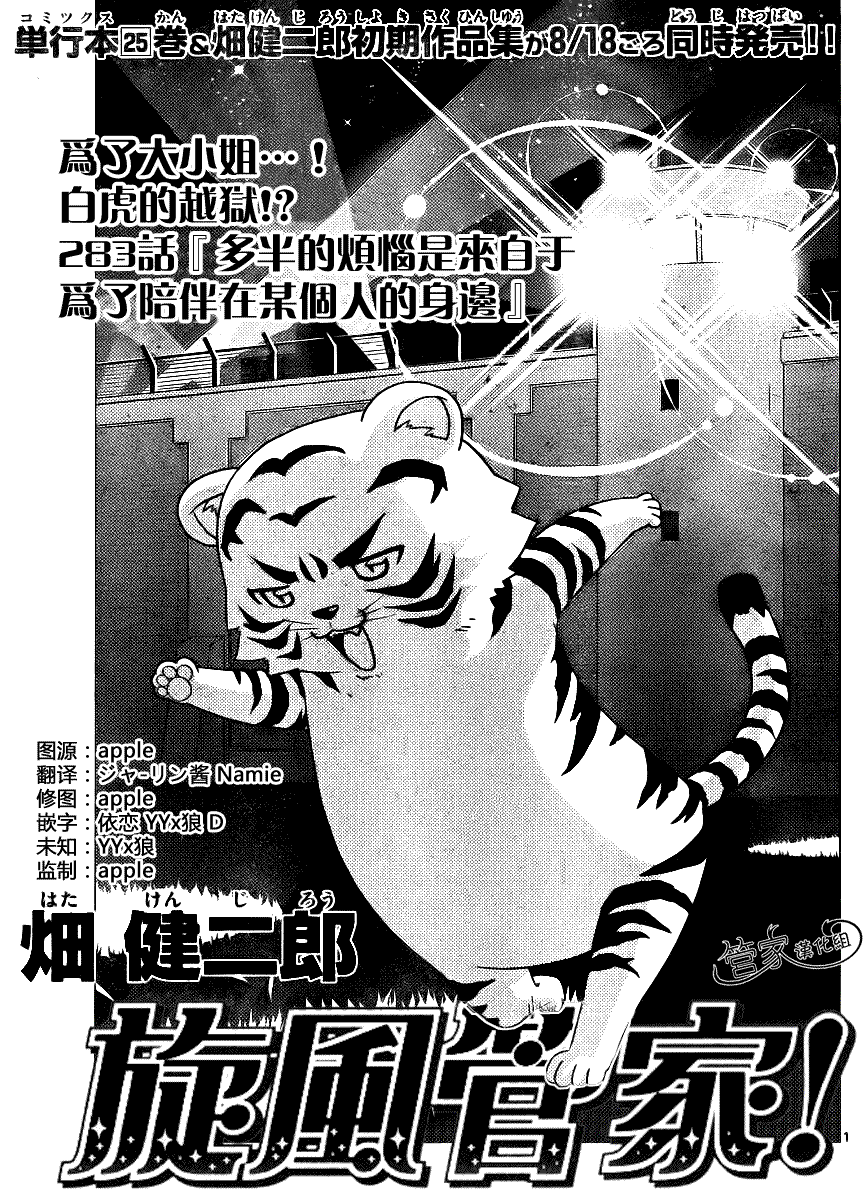 コミックス かん はたけんじろうしょきさくひんしゅう どうじはつばい
単行本25巻&畑健二郎初期作品集が8/18ごろ同時発売!!
爲了大小姐…！
白虎的越獄!?
283話『多半的煩惱是來自于
爲了陪伴在某個人的身邊』
图源：apple
翻译：ジャーリン酱 Namie
修图：apple
嵌字：依恋 YYx狼 D
未知：YYx狼
监制：apple
はた けん じ ろう
畑 健二郎
管家漢化組
旋風管家!
1